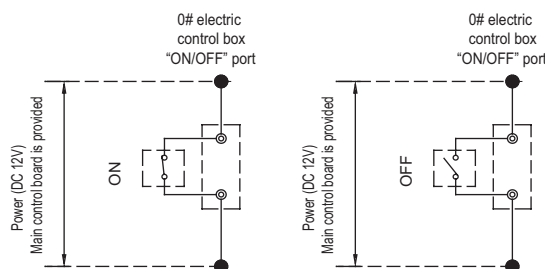 0# electric
control box
“ON/OFF” port
Power (DC 12V)
Main control board is provided
ON
0# electric
control box
“ON/OFF” port
Power (DC 12V)
Main control board is provided
OFF